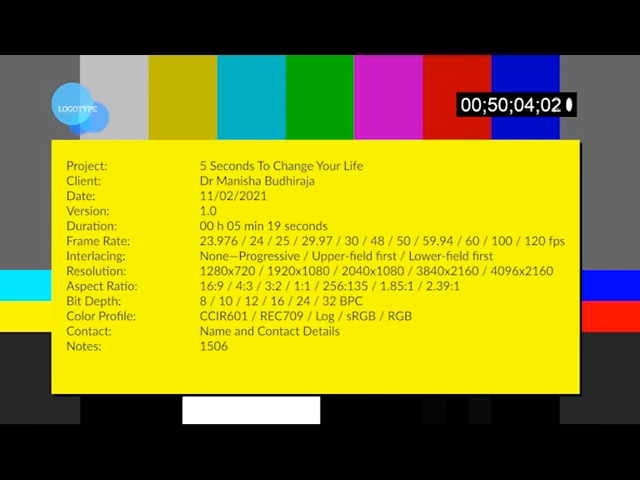 LOGOTYPE
00;50;04;02
Project: 5 Seconds To Change Your Life
Client: Dr Manisha Budhiraja
Date: 11/02/2021
Version: 1.0
Duration: 00 h 05 min 19 seconds
Frame Rate: 23.976 / 24 / 25 / 29.97 / 30 / 48 / 50 / 59.94 / 60 / 100 / 120 fps
Interlacing: None—Progressive / Upper-field first / Lower-field first
Resolution: 1280x720 / 1920x1080 / 2040x1080 / 3840x2160 / 4096x2160
Aspect Ratio: 16:9 / 4:3 / 3:2 / 1:1 / 256:135 / 1.85:1 / 2.39:1
Bit Depth: 8 / 10 / 12 / 16 / 24 / 32 BPC
Color Profile: CCIR601 / REC709 / Log / sRGB / RGB
Contact: Name and Contact Details
Notes: 1506